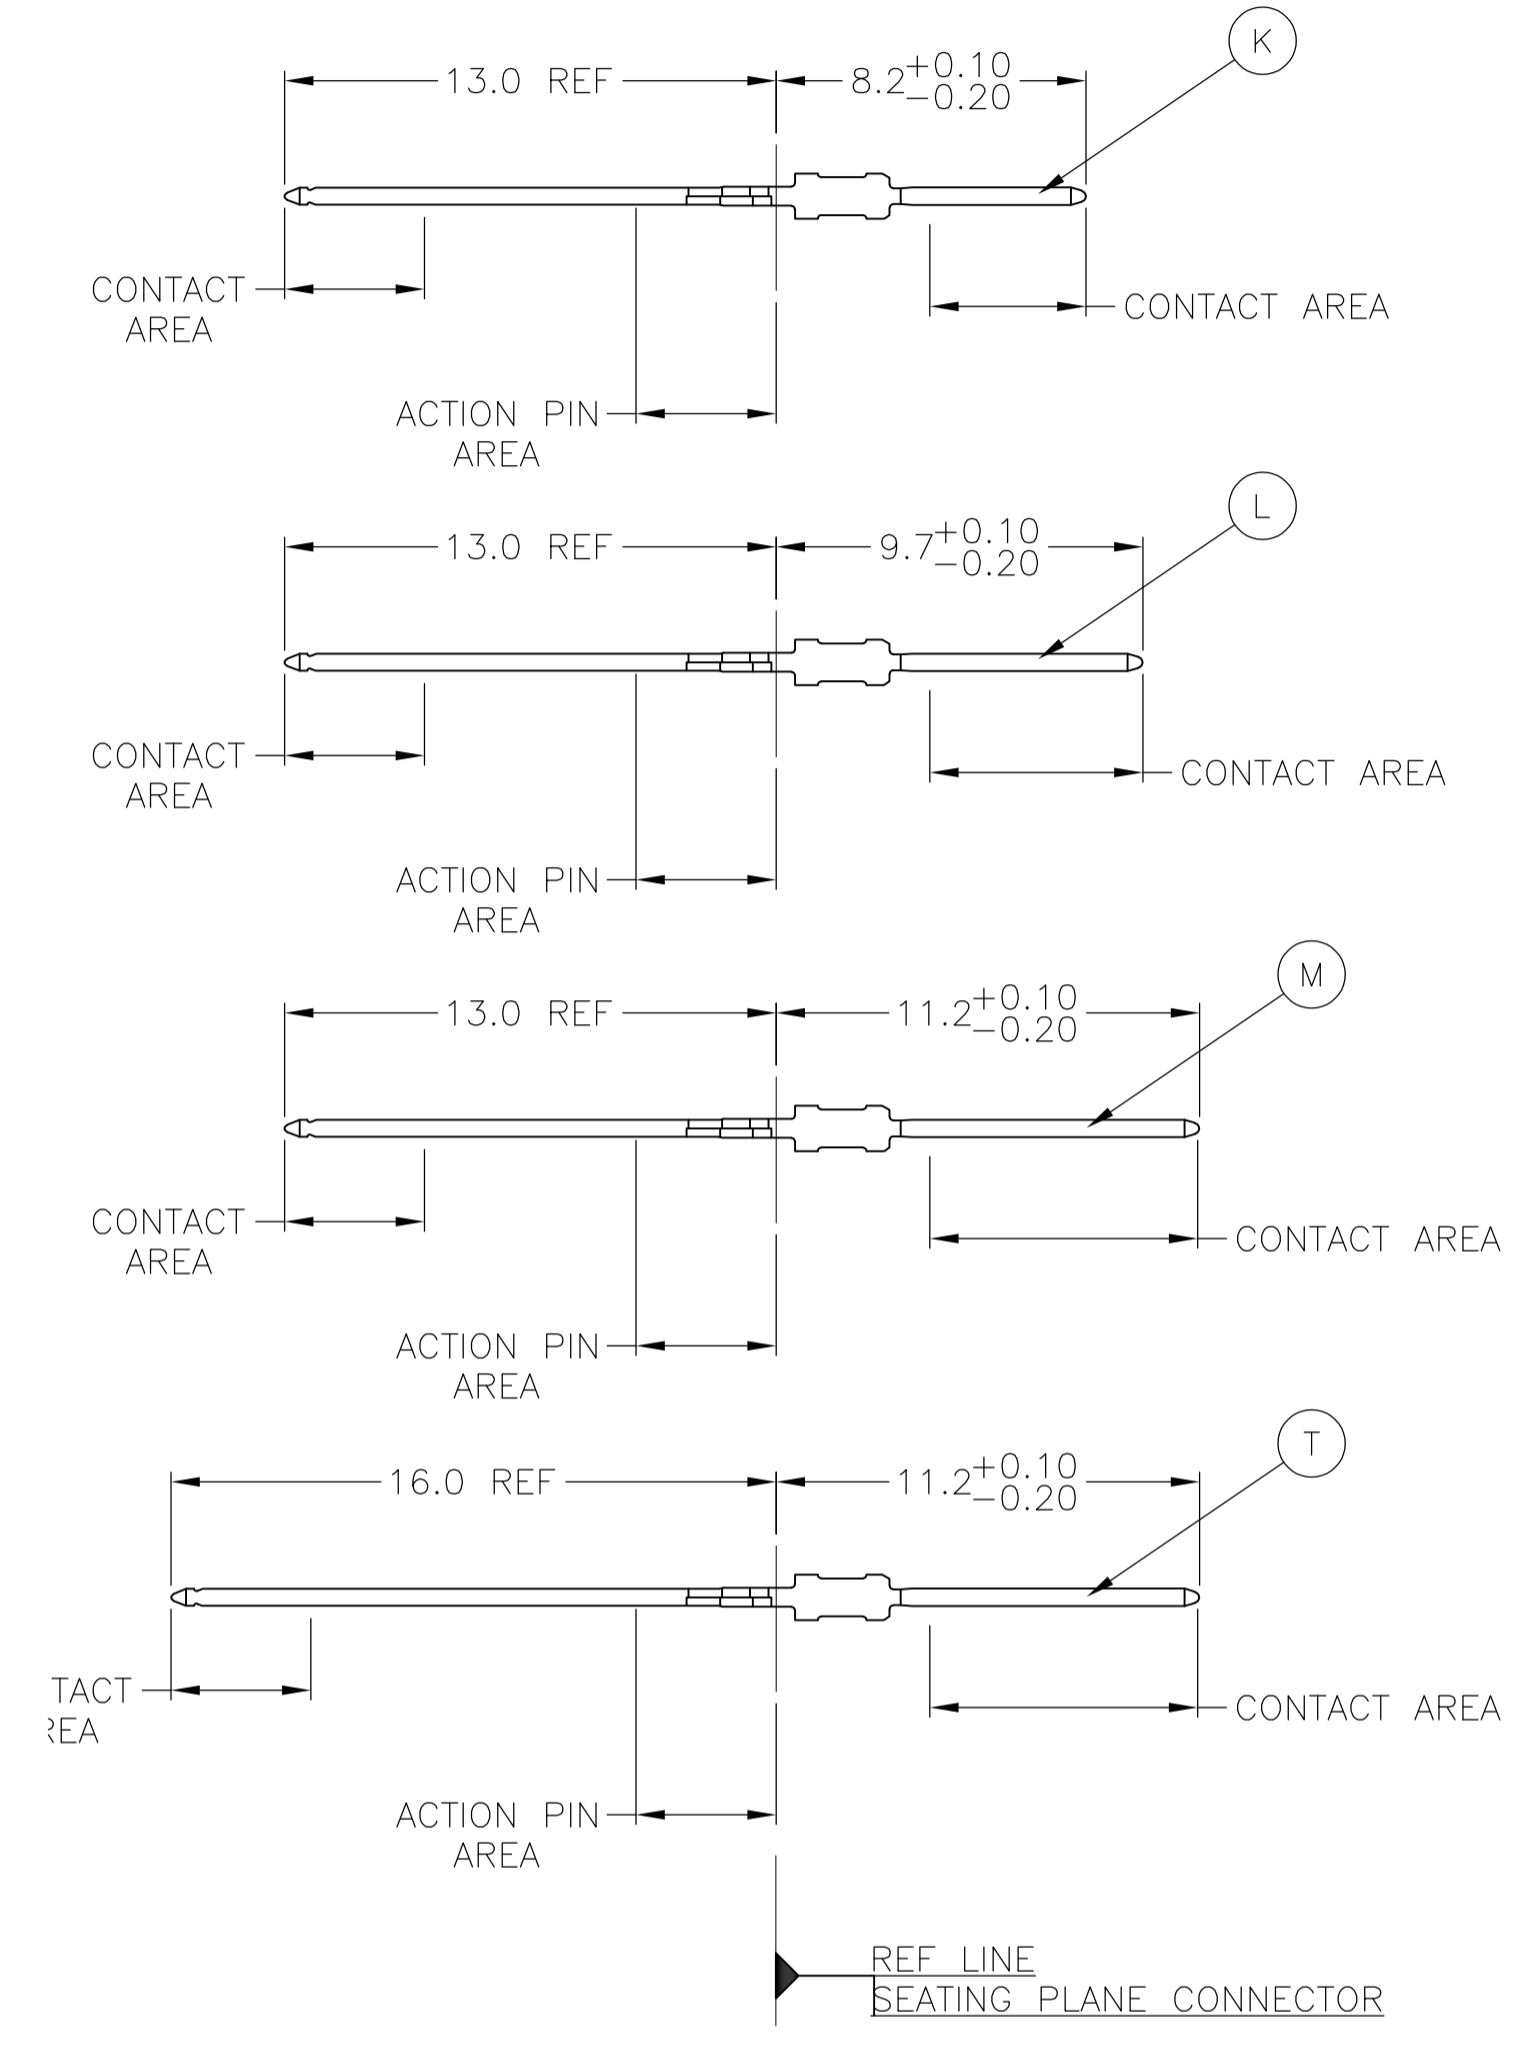 K
13.0 REF
8.2 +0.10
-0.20
CONTACT
AREA
CONTACT AREA
ACTION PIN
AREA
L
13.0 REF
9.7 +0.10
-0.20
CONTACT
AREA
CONTACT AREA
ACTION PIN
AREA
M
13.0 REF
11.2 +0.10
-0.20
CONTACT
AREA
CONTACT AREA
ACTION PIN
AREA
T
16.0 REF
11.2 +0.10
-0.20
TACT
REA
CONTACT AREA
ACTION PIN
AREA
REF LINE
SEATING PLANE CONNECTOR